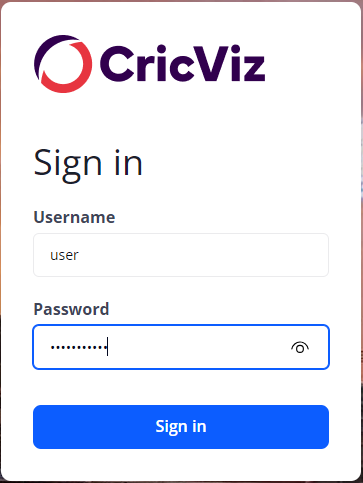 CricViz
Sign in
Username
user
Password
•••••••••••
Sign in